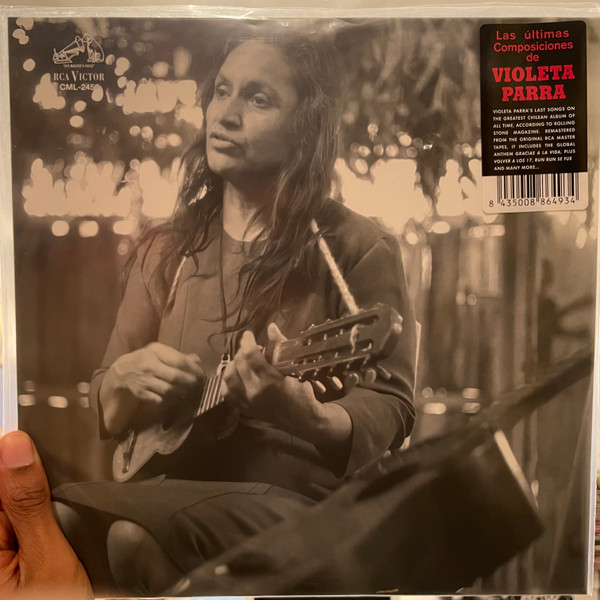 "HIS MASTER'S VOICE"
RCA VICTOR
CML-2456
Las últimas
Composiciones
de
VIOLETA
PARRA
VIOLETA PARRA'S LAST SONGS ON
THE GREATEST CHILEAN ALBUM OF
ALL TIME, ACCORDING TO ROLLING
STONE MAGAZINE. REMASTERED
FROM THE ORIGINAL RCA MASTER
TAPES. IT INCLUDES THE GLOBAL
ANTHEM GRACIAS A LA VIDA, PLUS
VOLVER A LOS 17, RUN RUN SE FUE
AND MANY MORE...
8 435008 864934